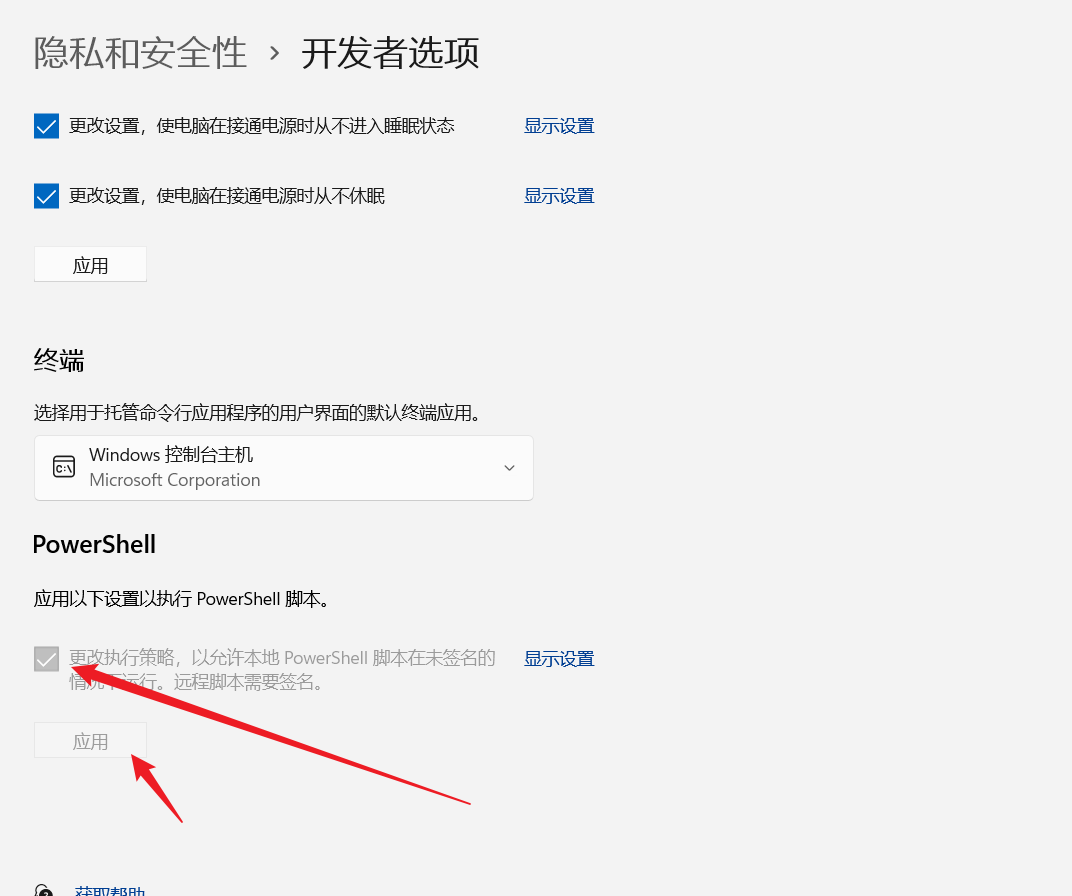 隐私和安全性 › 开发者选项
更改设置，使电脑在接通电源时从不进入睡眠状态 显示设置
更改设置，使电脑在接通电源时从不休眠 显示设置
应用
终端
选择用于托管命令行应用程序的用户界面的默认终端应用。
Windows 控制台主机
Microsoft Corporation
PowerShell
应用以下设置以执行 PowerShell 脚本。
更改执行策略，以允许本地 PowerShell 脚本在未签名的 显示设置
情况下运行。远程脚本需要签名。
应用
获取帮助